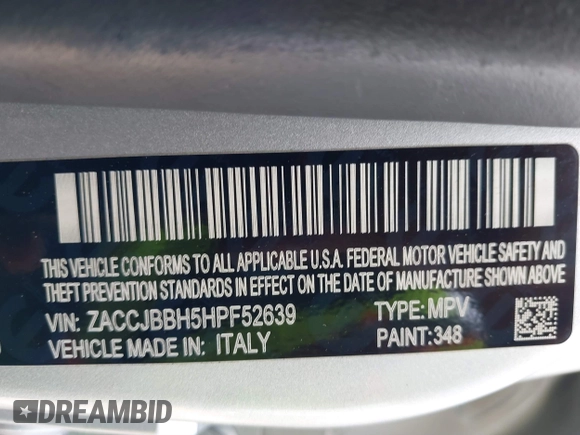 THIS VEHICLE CONFORMS TO ALL APPLICABLE U.S.A. FEDERAL MOTOR VEHICLE SAFETY AND
THEFT PREVENTION STANDARDS IN EFFECT ON THE DATE OF MANUFACTURE SHOWN ABOVE
VIN: ZACCJBBH5HPF52639 TYPE: MPV
VEHICLE MADE IN: ITALY PAINT: 348
DREAMBID